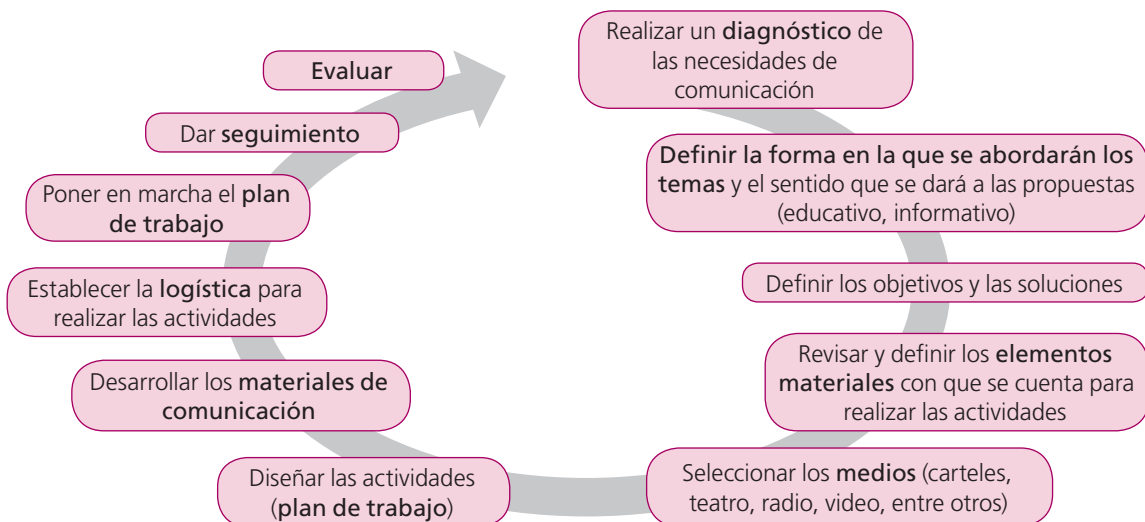 Realizar un diagnóstico de
las necesidades de
comunicación
Definir la forma en la que se abordarán los
temas y el sentido que se dará a las propuestas
(educativo, informativo)
Definir los objetivos y las soluciones
Revisar y definir los elementos
materiales con que se cuenta para
realizar las actividades
Seleccionar los medios (carteles,
teatro, radio, video, entre otros)
Diseñar las actividades
(plan de trabajo)
Desarrollar los materiales de
comunicación
Establecer la logística para
realizar las actividades
Poner en marcha el plan
de trabajo
Dar seguimiento
Evaluar